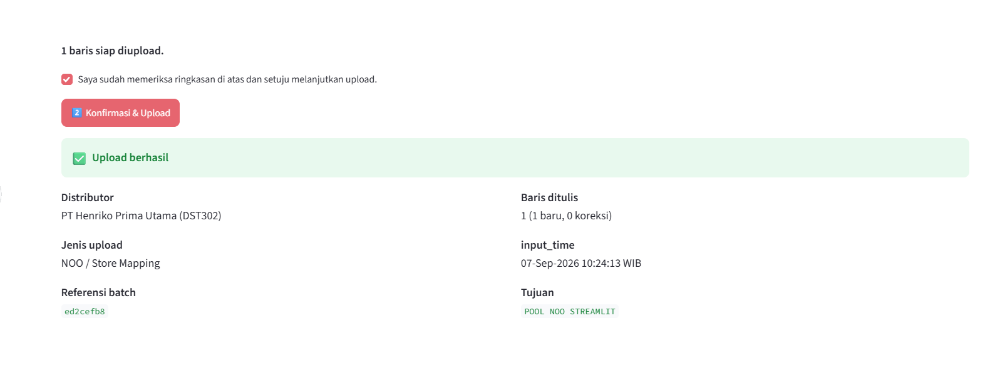 1 baris siap diupload.
Saya sudah memeriksa ringkasan di atas dan setuju melanjutkan upload.
2 Konfirmasi & Upload
Upload berhasil
Distributor
PT Henriko Prima Utama (DST302)
Jenis upload
NOO / Store Mapping
Referensi batch
ed2cefb8
Baris ditulis
1 (1 baru, 0 koreksi)
input_time
07-Sep-2026 10:24:13 WIB
Tujuan
POOL NOO STREAMLIT